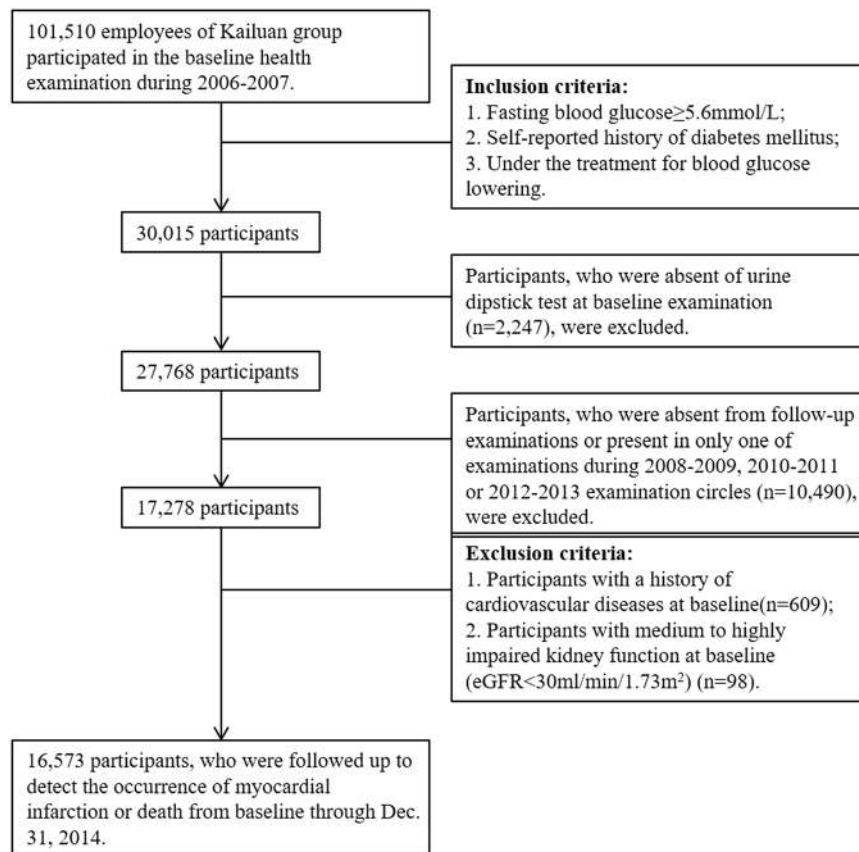 101,510 employees of Kailuan group
participated in the baseline health
examination during 2006-2007.
Inclusion criteria:
1. Fasting blood glucose≥5.6mmol/L;
2. Self-reported history of diabetes mellitus;
3. Under the treatment for blood glucose
lowering.
30,015 participants
Participants, who were absent of urine
dipstick test at baseline examination
(n=2,247), were excluded.
27,768 participants
Participants, who were absent from follow-up
examinations or present in only one of
examinations during 2008-2009, 2010-2011
or 2012-2013 examination circles (n=10,490),
were excluded.
17,278 participants
Exclusion criteria:
1. Participants with a history of
cardiovascular diseases at baseline(n=609);
2. Participants with medium to highly
impaired kidney function at baseline
(eGFR<30ml/min/1.73m²) (n=98).
16,573 participants, who were followed up to
detect the occurrence of myocardial
infarction or death from baseline through Dec.
31, 2014.